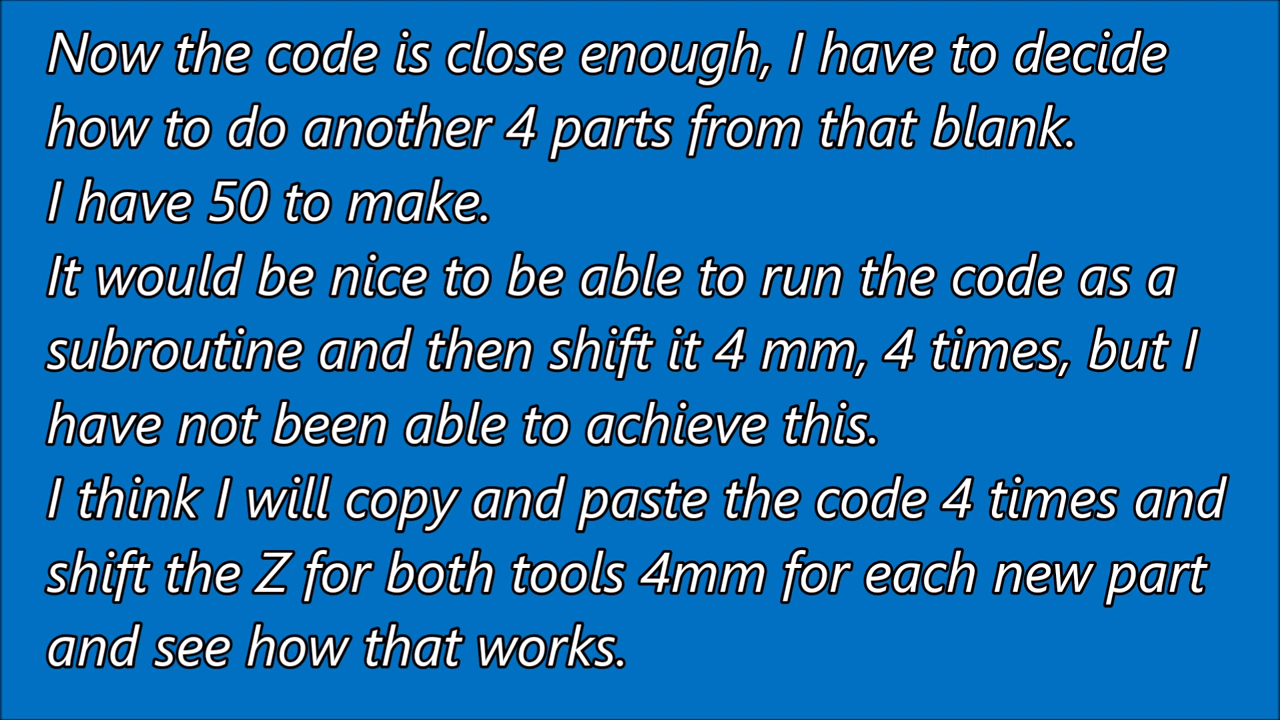 Now the code is close enough, I have to decide
how to do another 4 parts from that blank.
I have 50 to make.
It would be nice to be able to run the code as a
subroutine and then shift it 4 mm, 4 times, but I
have not been able to achieve this.
I think I will copy and paste the code 4 times and
shift the Z for both tools 4mm for each new part
and see how that works.